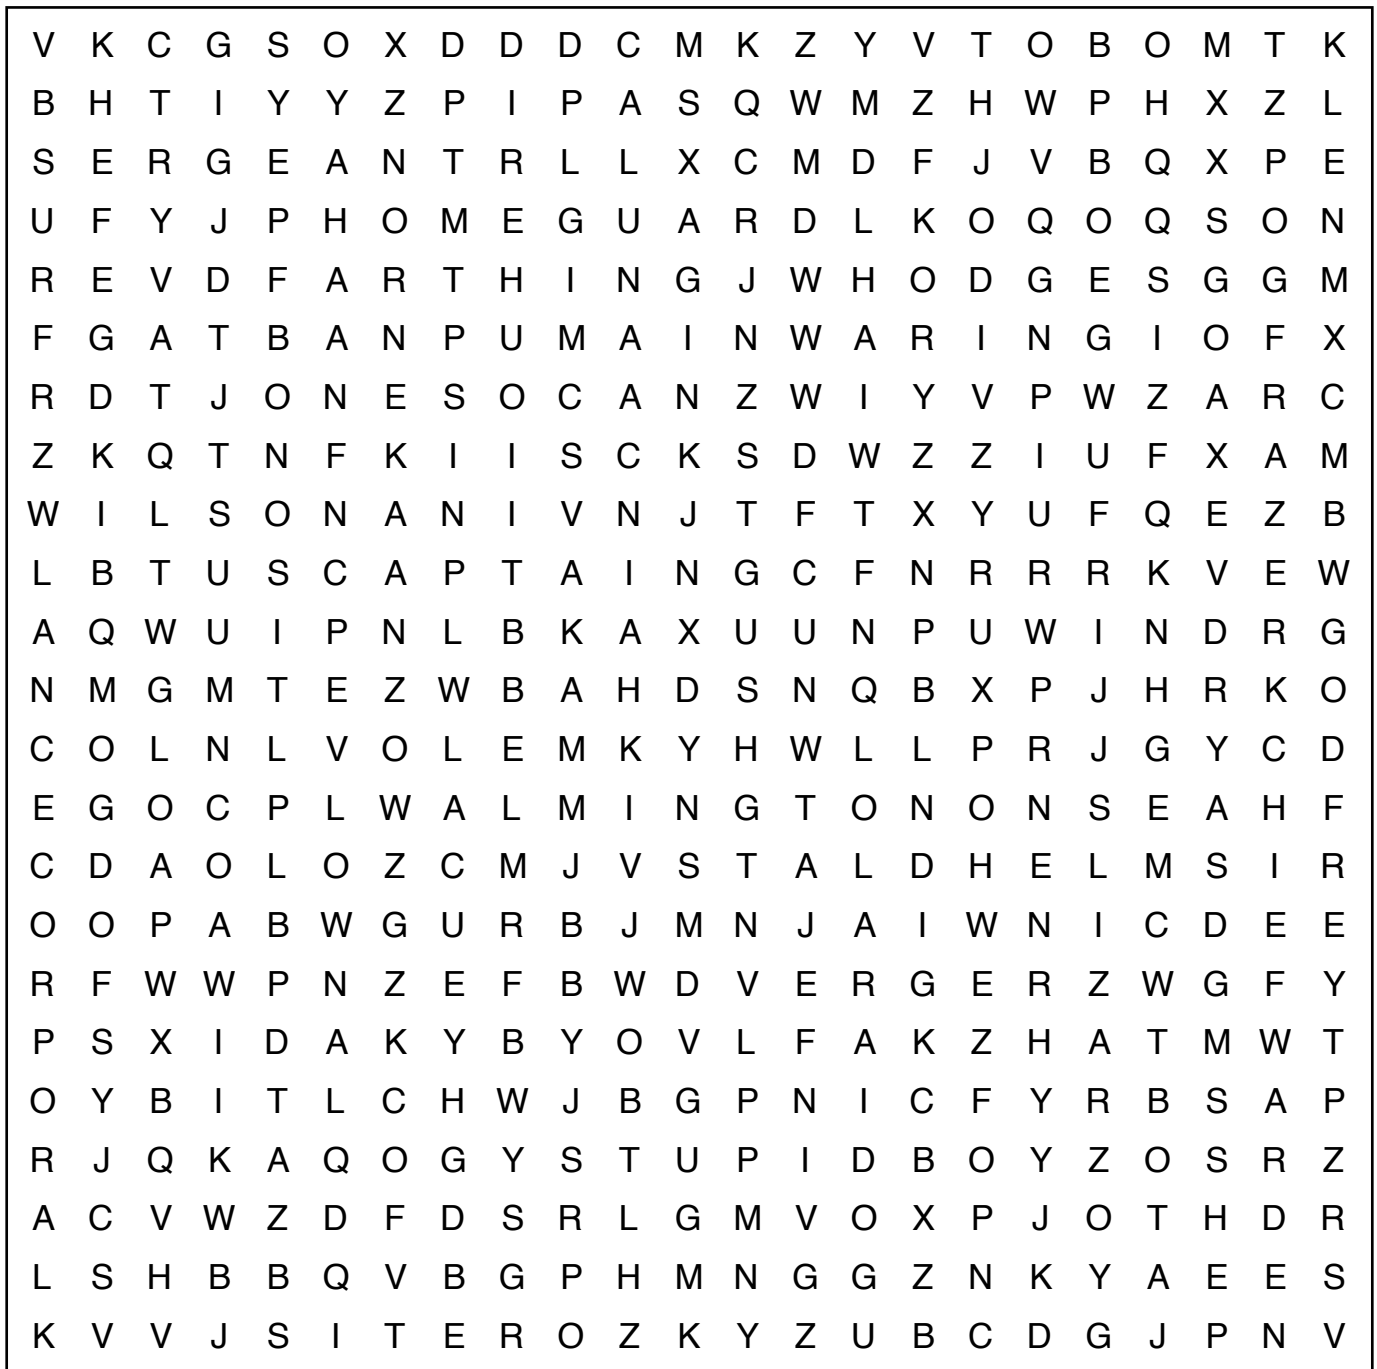 V K C G S O X D D D C M K Z Y V T O B O M T K
B H T I Y Y Z P I P A S Q W M Z H W P H X Z L
S E R G E A N T R L L X C M D F J V B Q X P E
U F Y J P H O M E G U A R D L K O Q O Q S O N
R E V D F A R T H I N G J W H O D G E S G G M
F G A T B A N P U M A I N W A R I N G I O F X
R D T J O N E S O C A N Z W I Y V P W Z A R C
Z K Q T N F K I I S C K S D W Z Z I U F X A M
W I L S O N A N I V N J T F T X Y U F Q E Z B
L B T U S C A P T A I N G C F N R R R K V E W
A Q W U I P N L B K A X U U N P U W I N D R G
N M G M T E Z W B A H D S N Q B X P J H R K O
C O L N L V O L E M K Y H W L L P R J G Y C D
E G O C P L W A L M I N G T O N O N S E A H F
C D A O L O Z C M J V S T A L D H E L M S I R
O O P A B W G U R B J M N J A I W N I C D E E
R F W W P N Z E F B W D V E R G E R Z W G F Y
P S X I D A K Y B Y O V L F A K Z H A T M W T
O Y B I T L C H W J B G P N I C F Y R B S A P
R J Q K A Q O G Y S T U P I D B O Y Z O S R Z
A C V W Z D F D S R L G M V O X P J O T H D R
L S H B B Q V B G P H M N G G Z N K Y A E E S
K V V J S I T E R O Z K Y Z U B C D G J P N V